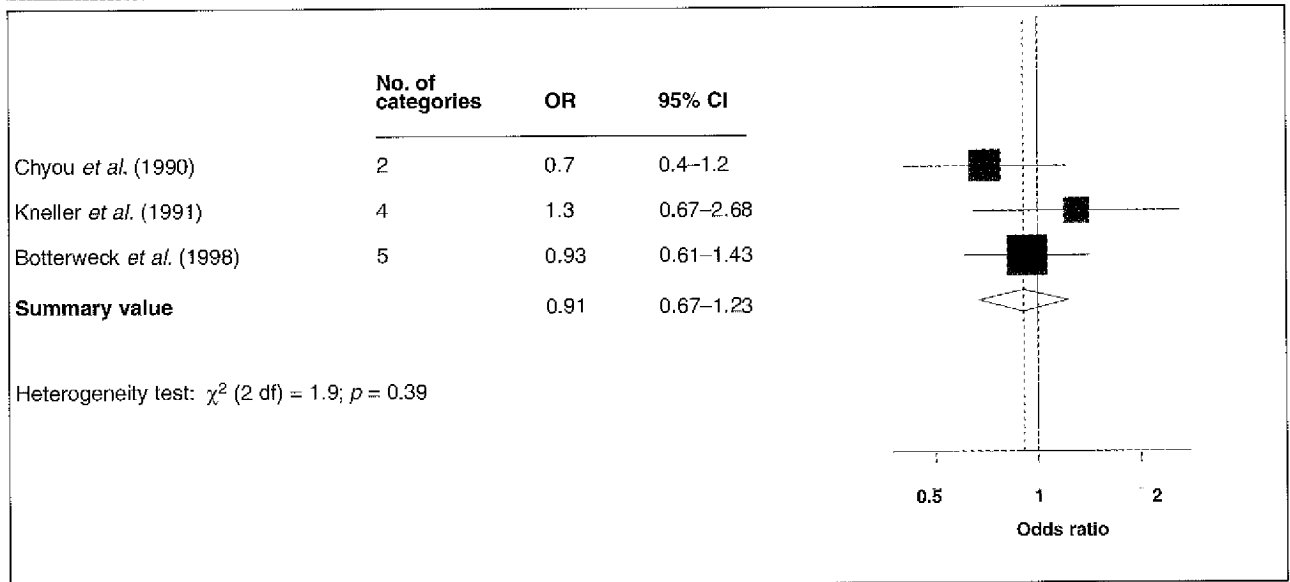 No. of
categories OR 95% CI
Chyou et al. (1990) 2 0.7 0.4–1.2
Kneller et al. (1991) 4 1.3 0.67–2.68
Botterweck et al. (1998) 5 0.93 0.61–1.43
Summary value 0.91 0.67–1.23
Heterogeneity test: χ² (2 df) = 1.9; p = 0.39
0.5 1 2
Odds ratio